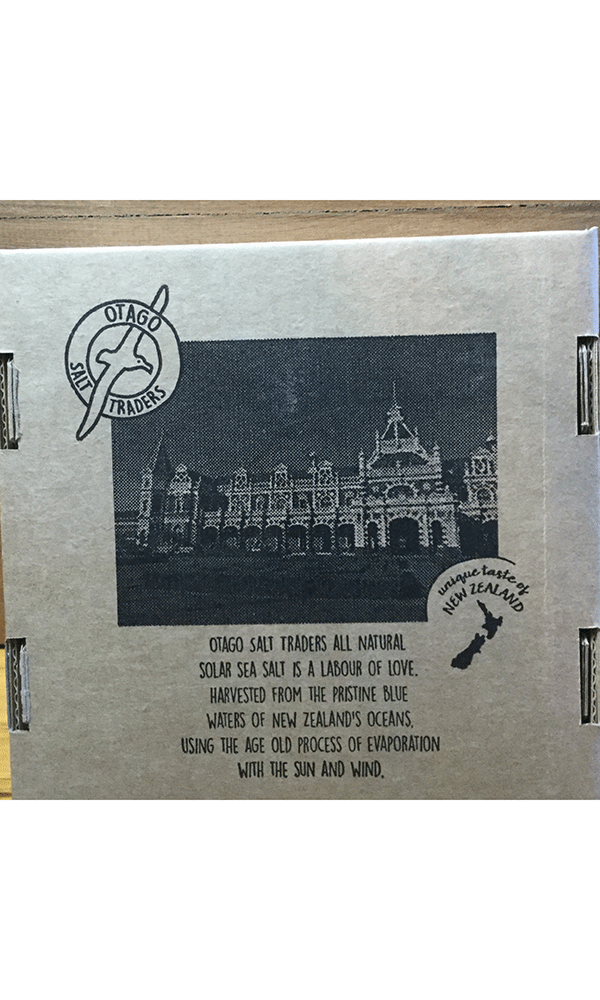 OTAGO
SALT TRADERS
unique taste of
NEW ZEALAND
OTAGO SALT TRADERS ALL NATURAL
SOLAR SEA SALT IS A LABOUR OF LOVE.
HARVESTED FROM THE PRISTINE BLUE
WATERS OF NEW ZEALAND'S OCEANS,
USING THE AGE OLD PROCESS OF EVAPORATION
WITH THE SUN AND WIND.